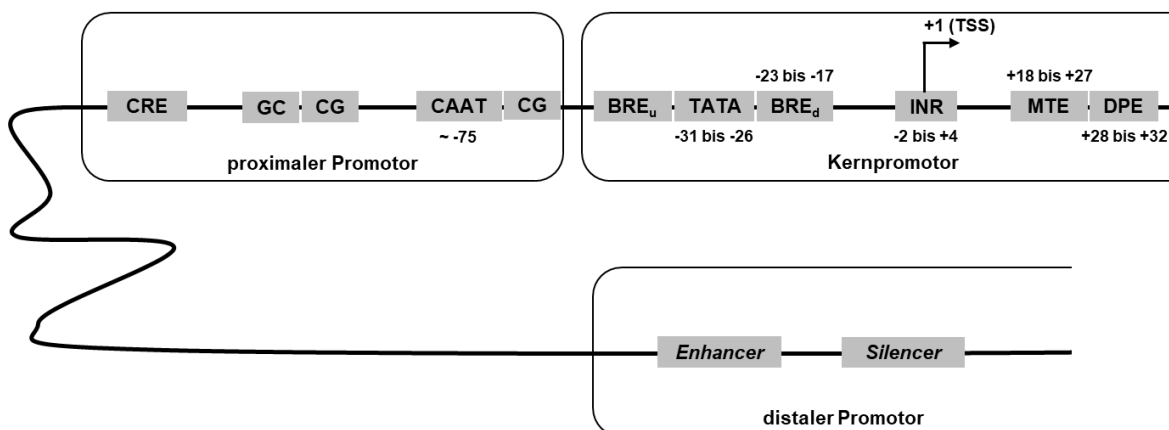 +1 (TSS)
-23 bis -17
+18 bis +27
CRE
GC
CG
CAAT
CG
BREu
TATA
BREd
INR
MTE
DPE
~ -75
-31 bis -26
-2 bis +4
+28 bis +32
proximaler Promotor
Kernpromotor
Enhancer
Silencer
distaler Promotor